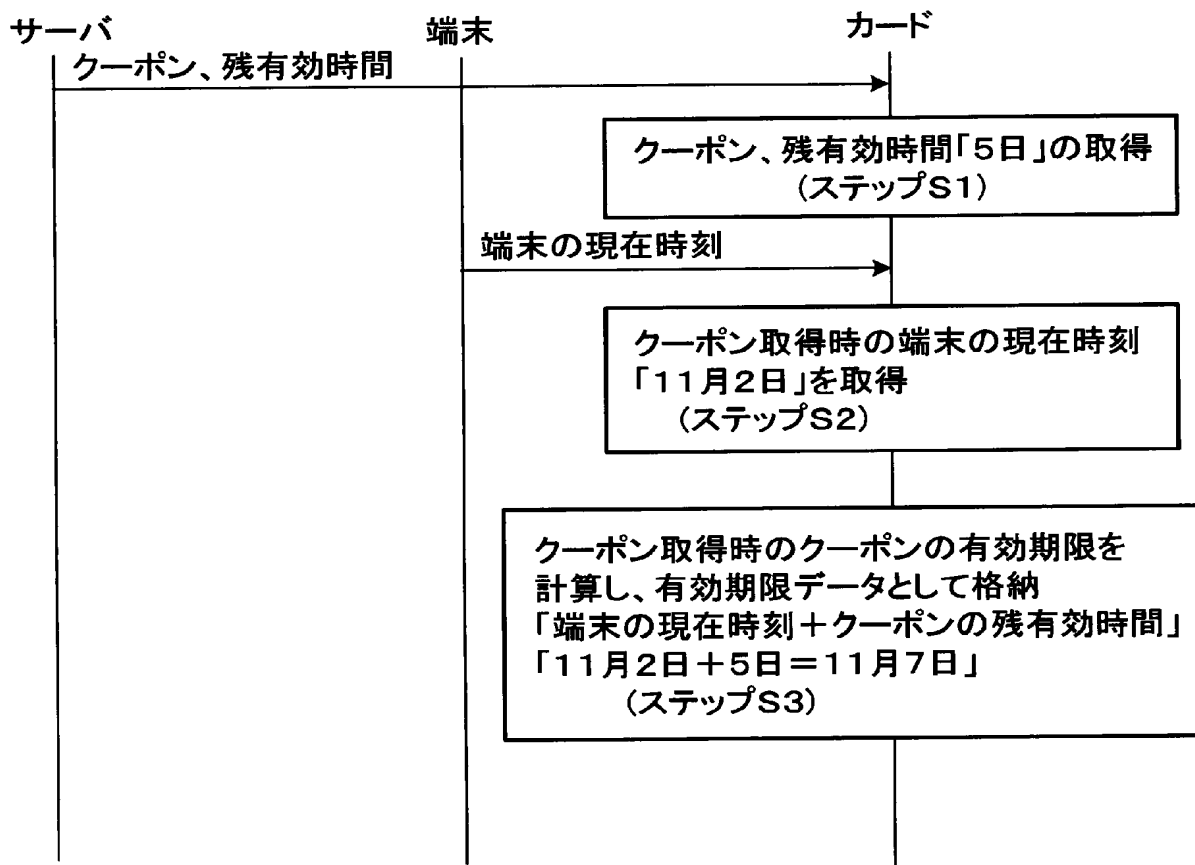 サーバ
端末
カード
クーポン、残有効時間
クーポン、残有効時間「５日」の取得
（ステップＳ１）
端末の現在時刻
クーポン取得時の端末の現在時刻
「１１月２日」を取得
（ステップＳ２）
クーポン取得時のクーポンの有効期限を
計算し、有効期限データとして格納
「端末の現在時刻＋クーポンの残有効時間」
「１１月２日＋５日＝１１月７日」
（ステップＳ３）